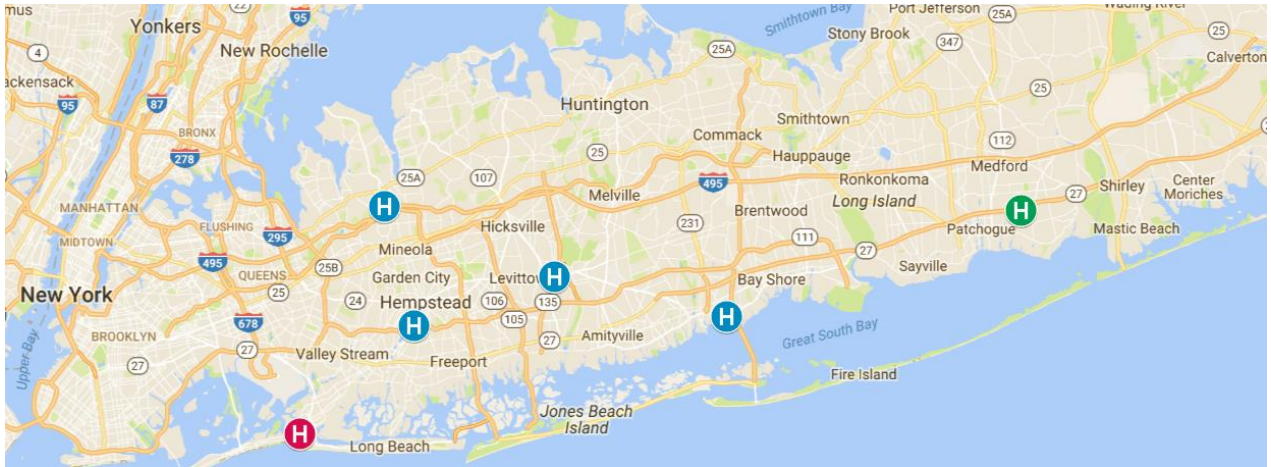 mus
Yonkers
22
95
Smithtown Bay
Port Jefferson
25A
Wading River
New Rochelle
25A
Stony Brook
347
25
4
ackensack
Calverton
95
87
Huntington
25
BRONX
Commack
Smithtown
112
278
25A
107
25
Hauppauge
Medford
495
Ronkonkoma
27
Shirley
Center
Moriches
MANHATTAN
H
Melville
Long Island
H
FLUSHING
Hicksville
231
Brentwood
Patchogue
Mastic Beach
MIDTOWN
295
Mineola
111
27
495
25B
QUEENS
Garden City
Levittow
H
Bay Shore
Sayville
New York
25
24
Hempstead
106
135
678
H
105
H
BROOKLYN
27
Valley Stream
27
Amityville
Great South Bay
Upper Bay
27
Freeport
Fire Island
Jones Beach
Island
H
Long Beach